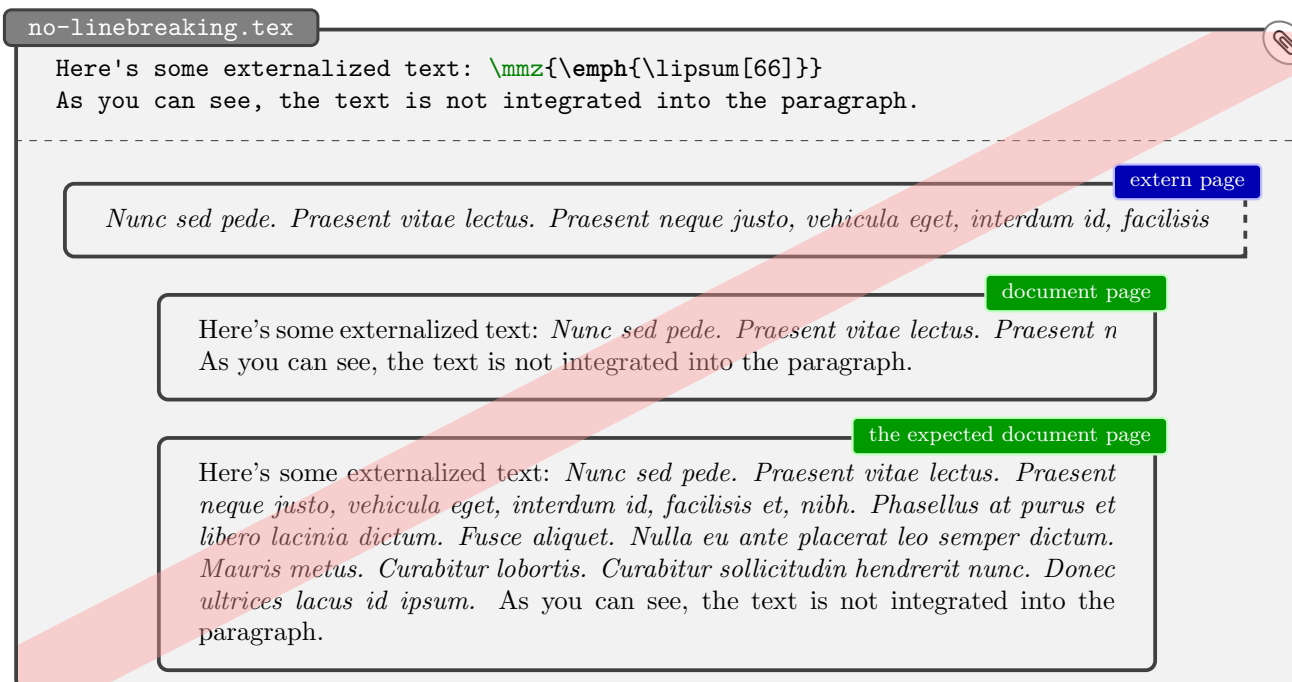 no-linebreaking.tex
Here's some externalized text: \mmz{\emph{\lipsum[66]}}
As you can see, the text is not integrated into the paragraph.
extern page
Nunc sed pede. Praesent vitae lectus. Praesent neque justo, vehicula eget, interdum id, facilisis
document page
Here’s some externalized text: Nunc sed pede. Praesent vitae lectus. Praesent n
As you can see, the text is not integrated into the paragraph.
the expected document page
Here’s some externalized text: Nunc sed pede. Praesent vitae lectus. Praesent
neque justo, vehicula eget, interdum id, facilisis et, nibh. Phasellus at purus et
libero lacinia dictum. Fusce aliquet. Nulla eu ante placerat leo semper dictum.
Mauris metus. Curabitur lobortis. Curabitur sollicitudin hendrerit nunc. Donec
ultrices lacus id ipsum. As you can see, the text is not integrated into the
paragraph.